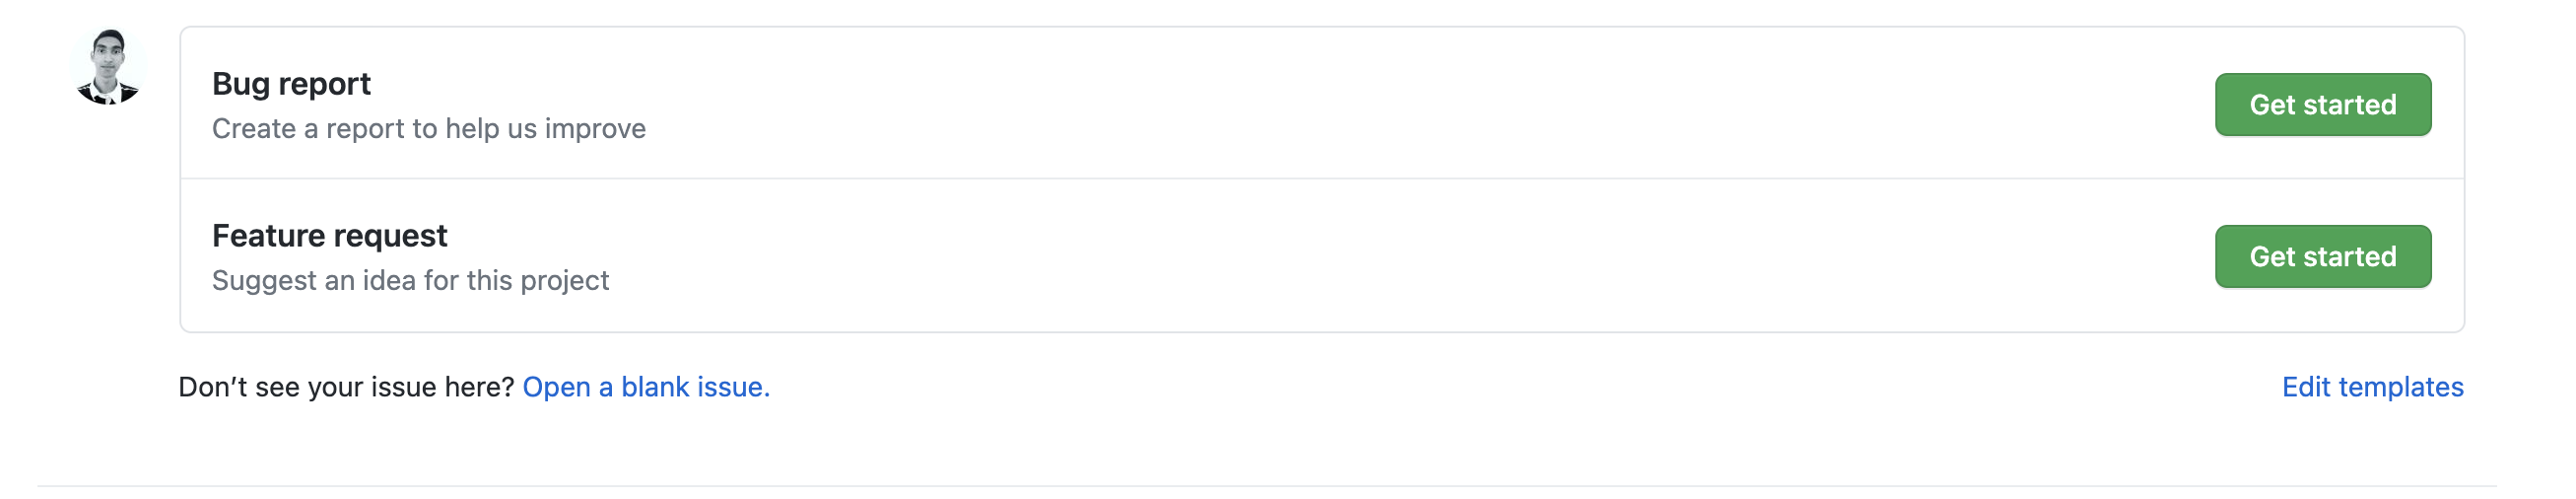 Bug report
Create a report to help us improve
Get started
Feature request
Suggest an idea for this project
Get started
Don’t see your issue here? Open a blank issue.
Edit templates